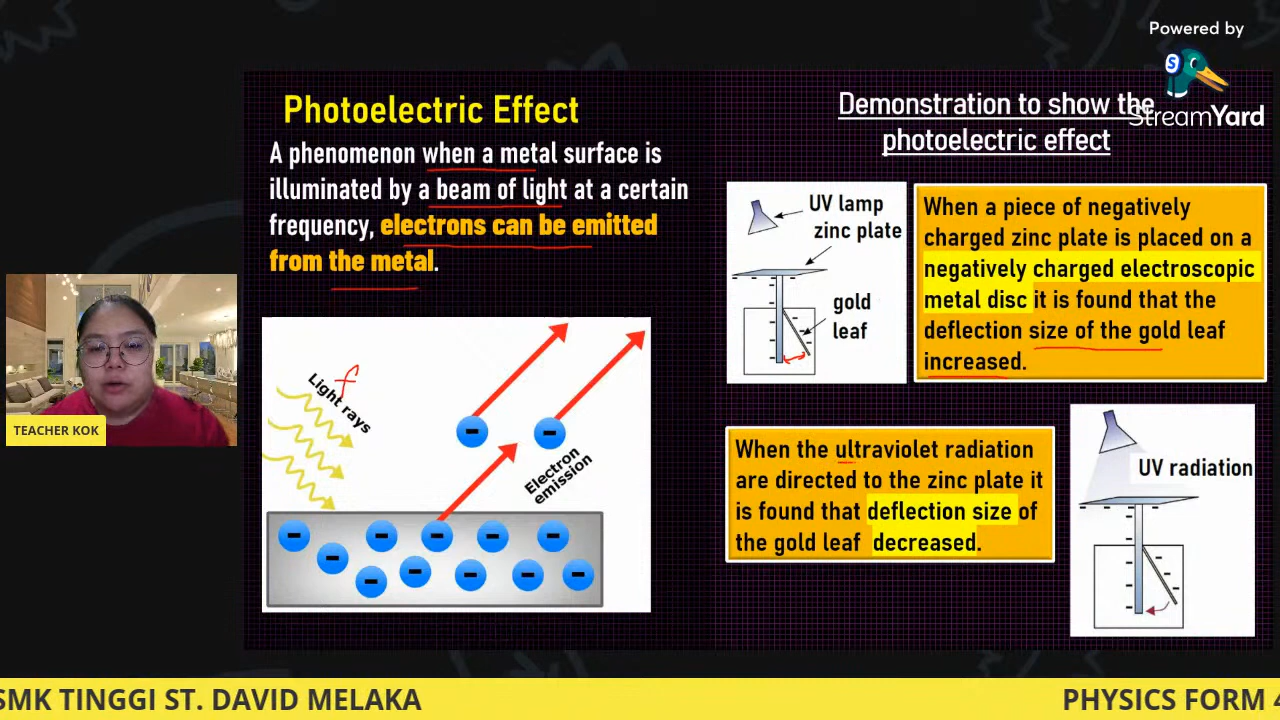 Powered by
S
StreamYard
Photoelectric Effect
A phenomenon when a metal surface is
illuminated by a beam of light at a certain
frequency, electrons can be emitted
from the metal.
Light rays
f
Electron
emission
TEACHER KOK
Demonstration to show the
photoelectric effect
UV lamp
zinc plate
gold
leaf
When a piece of negatively
charged zinc plate is placed on a
negatively charged electroscopic
metal disc it is found that the
deflection size of the gold leaf
increased.
When the ultraviolet radiation
are directed to the zinc plate it
is found that deflection size of
the gold leaf decreased.
UV radiation
SMK TINGGI ST. DAVID MELAKA
PHYSICS FORM 4